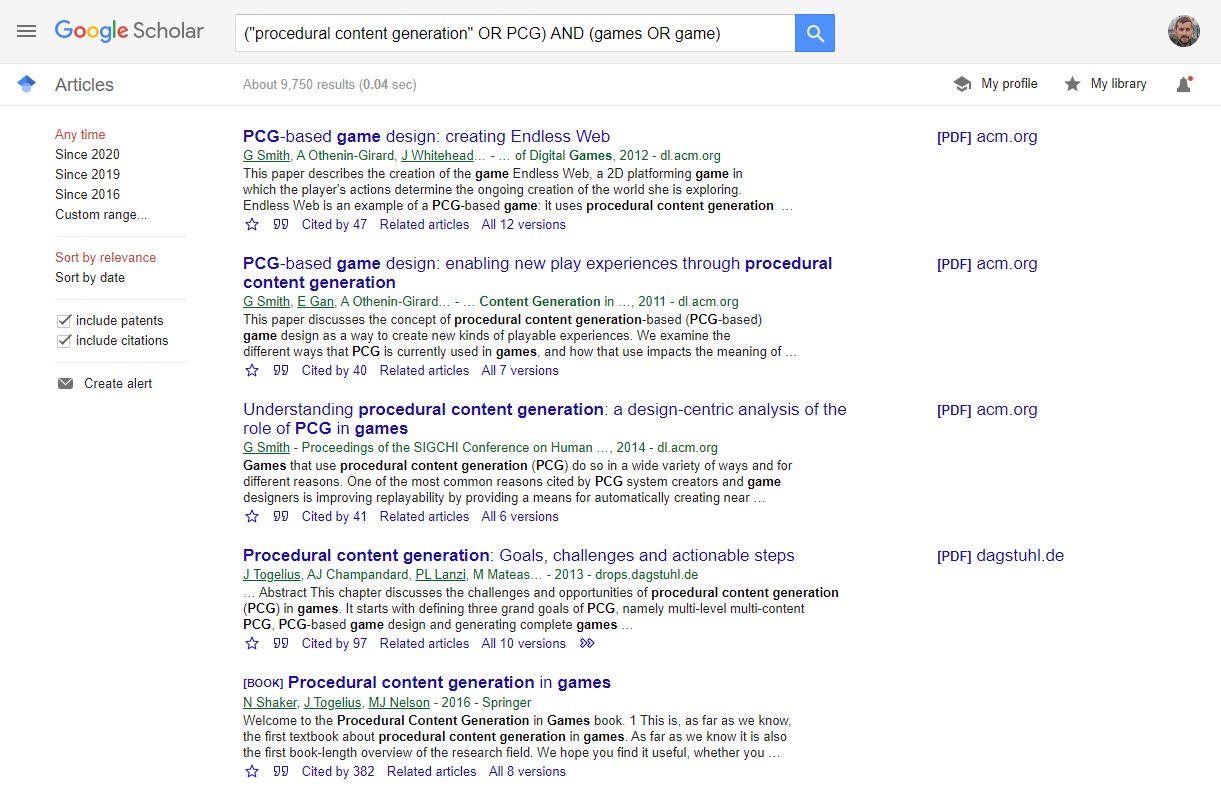 Google Scholar
("procedural content generation" OR PCG) AND (games OR game)
Articles
About 9,750 results (0.04 sec)
My profile
My library
Any time
Since 2020
Since 2019
Since 2016
Custom range...
Sort by relevance
Sort by date
include patents
include citations
Create alert
PCG-based game design: creating Endless Web
[PDF] acm.org
G Smith, A Othenin-Girard, J Whitehead… - … of Digital Games, 2012 - dl.acm.org
This paper describes the creation of the game Endless Web, a 2D platforming game in
which the player's actions determine the ongoing creation of the world she is exploring.
Endless Web is an example of a PCG-based game: it uses procedural content generation …
Cited by 47 Related articles All 12 versions
PCG-based game design: enabling new play experiences through procedural
content generation
[PDF] acm.org
G Smith, E Gan, A Othenin-Girard… - … Content Generation in …, 2011 - dl.acm.org
This paper discusses the concept of procedural content generation-based (PCG-based)
game design as a way to create new kinds of playable experiences. We examine the
different ways that PCG is currently used in games, and how that use impacts the meaning of …
Cited by 40 Related articles All 7 versions
Understanding procedural content generation: a design-centric analysis of the
role of PCG in games
[PDF] acm.org
G Smith - Proceedings of the SIGCHI Conference on Human …, 2014 - dl.acm.org
Games that use procedural content generation (PCG) do so in a wide variety of ways and for
different reasons. One of the most common reasons cited by PCG system creators and game
designers is improving replayability by providing a means for automatically creating near …
Cited by 41 Related articles All 6 versions
Procedural content generation: Goals, challenges and actionable steps
[PDF] dagstuhl.de
J Togelius, AJ Champandard, PL Lanzi, M Mateas… - 2013 - drops.dagstuhl.de
… Abstract This chapter discusses the challenges and opportunities of procedural content generation
(PCG) in games. It starts with defining three grand goals of PCG, namely multi-level multi-content
PCG, PCG-based game design and generating complete games …
Cited by 97 Related articles All 10 versions
[BOOK] Procedural content generation in games
N Shaker, J Togelius, MJ Nelson - 2016 - Springer
Welcome to the Procedural Content Generation in Games book. 1 This is, as far as we know,
the first textbook about procedural content generation in games. As far as we know it is also
the first book-length overview of the research field. We hope you find it useful, whether you …
Cited by 382 Related articles All 8 versions